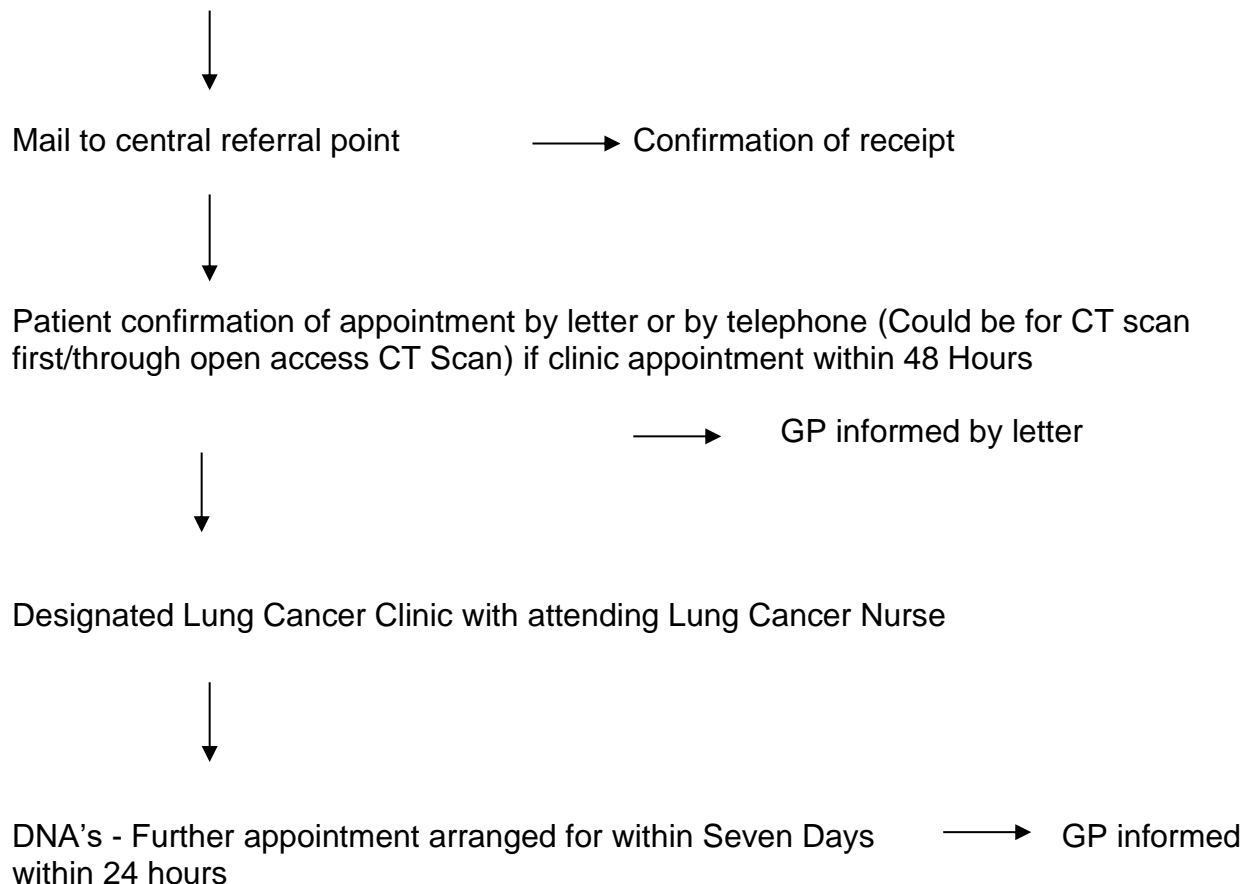 Mail to central referral point Confirmation of receipt
Patient confirmation of appointment by letter or by telephone (Could be for CT scan
first/through open access CT Scan) if clinic appointment within 48 Hours
GP informed by letter
Designated Lung Cancer Clinic with attending Lung Cancer Nurse
DNA’s - Further appointment arranged for within Seven Days GP informed
within 24 hours